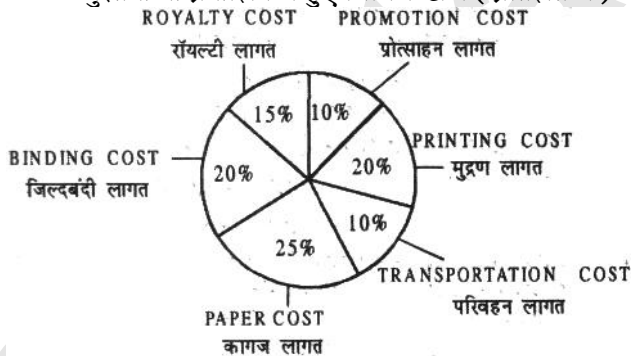 ROYALTY COST
रॉयल्टी लागत
PROMOTION COST
प्रोत्साहन लागत
15%
10%
BINDING COST
जिल्दबंदी लागत
20%
20%
PRINTING COST
मुद्रण लागत
10%
25%
TRANSPORTATION COST
परिवहन लागत
PAPER COST
कागज लागत